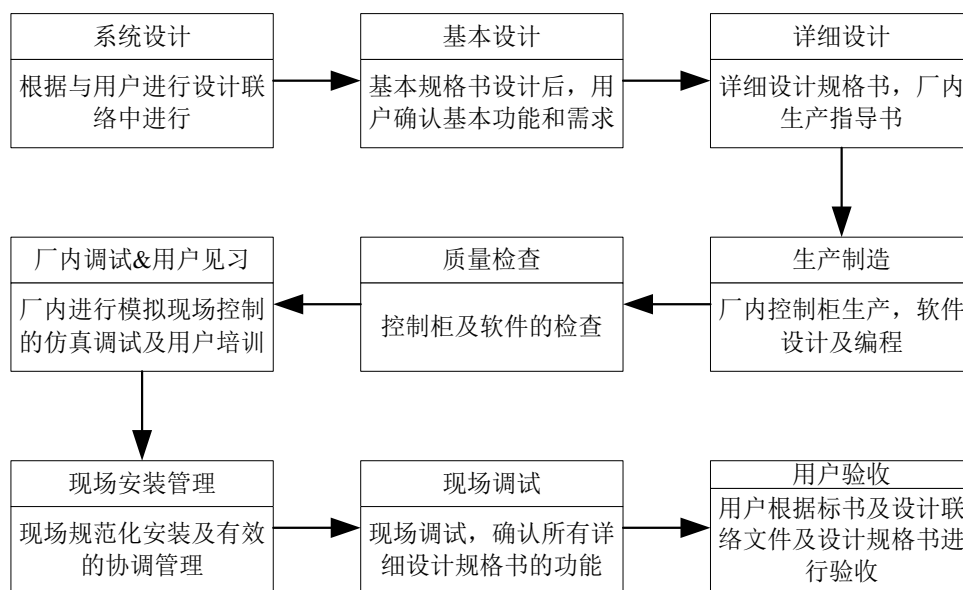 系统设计
根据与用户进行设计联
络中进行
基本设计
基本规格书设计后，用
户确认基本功能和需求
详细设计
详细设计规格书，厂内
生产指导书
厂内调试&用户见习
厂内进行模拟现场控制
的仿真调试及用户培训
质量检查
控制柜及软件的检查
生产制造
厂内控制柜生产，软件
设计及编程
现场安装管理
现场规范化安装及有效
的协调管理
现场调试
现场调试，确认所有详
细设计规格书的功能
用户验收
用户根据标书及设计联
络文件及设计规格书进
行验收